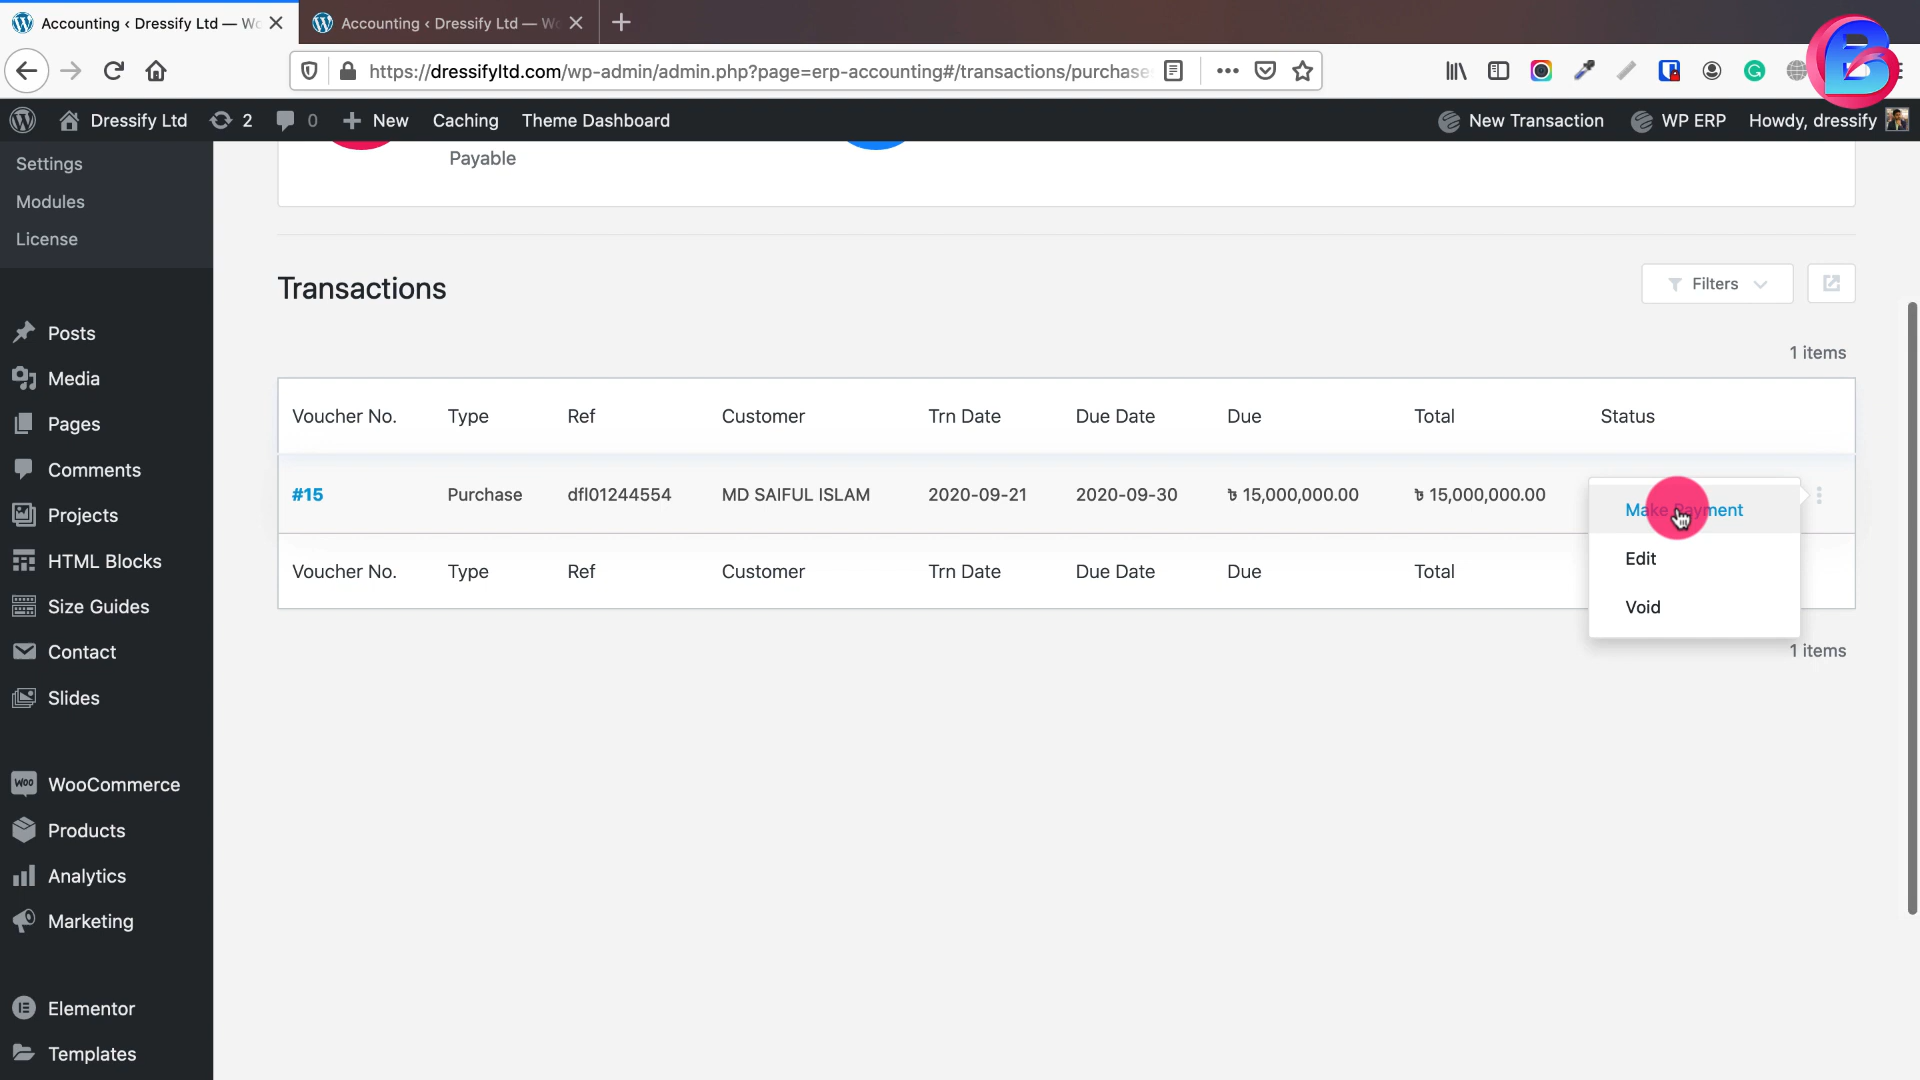 Accounting ‹ Dressify Ltd — Wo
Accounting ‹ Dressify Ltd — Wo
https://dressifyltd.com/wp-admin/admin.php?page=erp-accounting#/transactions/purchase
Dressify Ltd
2
0
New
Caching
Theme Dashboard
New Transaction
WP ERP
Howdy, dressify
Settings
Modules
License
Posts
Media
Pages
Comments
Projects
HTML Blocks
Size Guides
Contact
Slides
WooCommerce
Products
Analytics
Marketing
Elementor
Templates
Payable
Transactions
Filters
1 items
Voucher No. Type Ref Customer Trn Date Due Date Due Total Status
#15 Purchase dfl01244554 MD SAIFUL ISLAM 2020-09-21 2020-09-30 ৳ 15,000,000.00 ৳ 15,000,000.00
Make Payment
Edit
Void
Voucher No. Type Ref Customer Trn Date Due Date Due Total
1 items